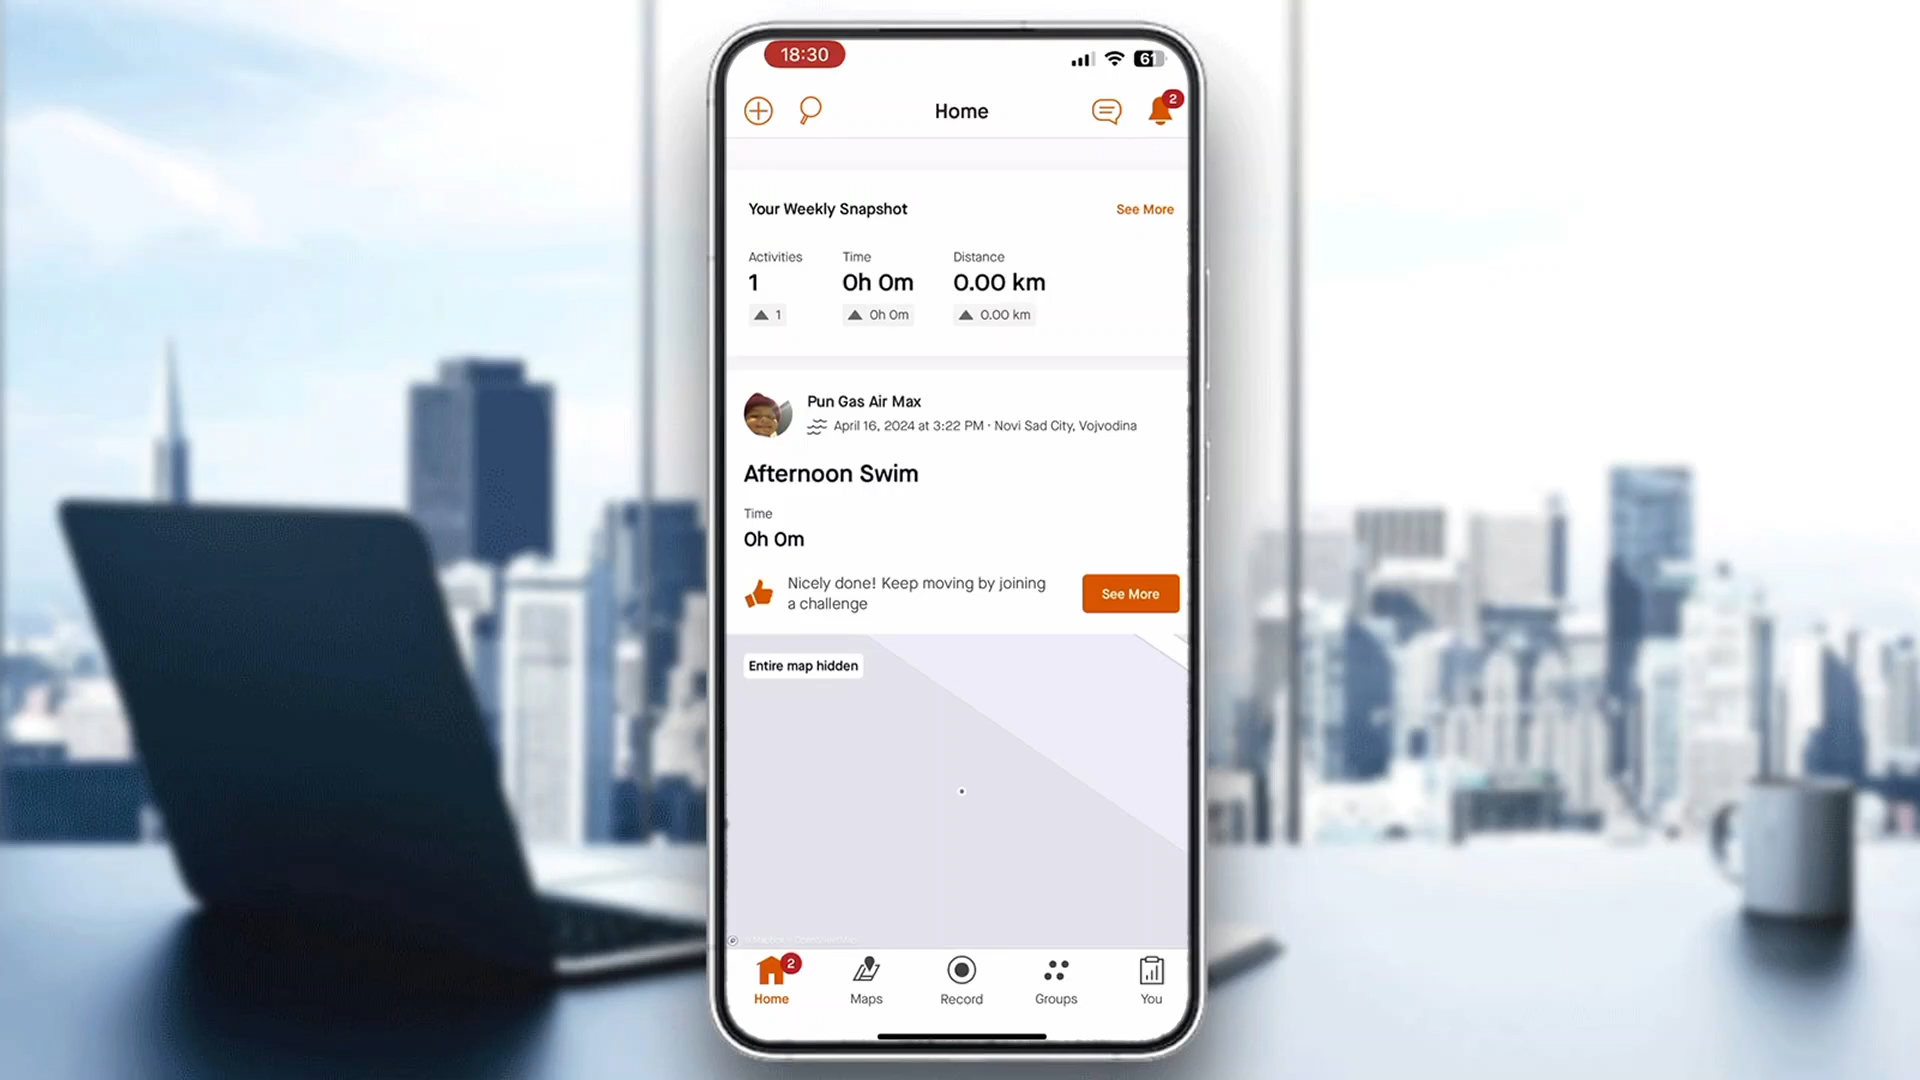 18:30
61
Home
2
Your Weekly Snapshot
See More
Activities
Time
Distance
1
0h 0m
0.00 km
1
0h 0m
0.00 km
Pun Gas Air Max
April 16, 2024 at 3:22 PM · Novi Sad City, Vojvodina
Afternoon Swim
Time
0h 0m
Nicely done! Keep moving by joining
a challenge
See More
Entire map hidden
2
Home
Maps
Record
Groups
You